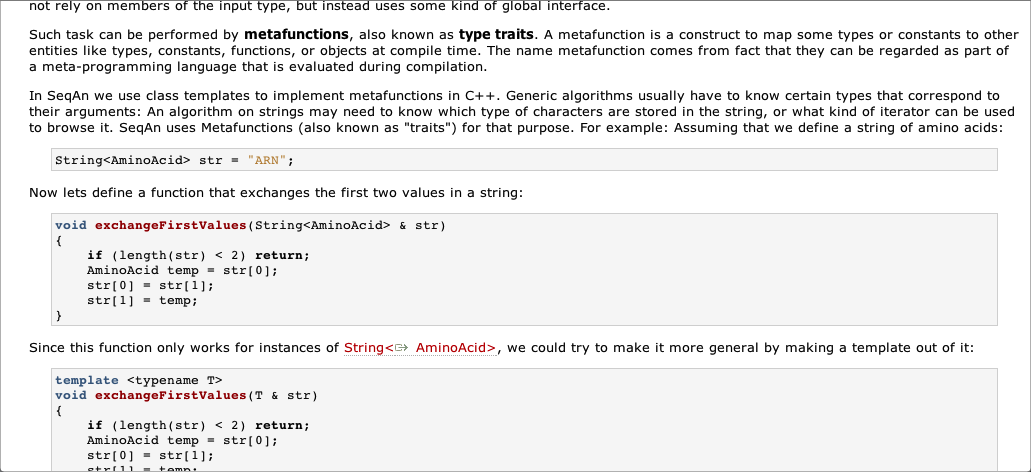 not rely on members of the input type, but instead uses some kind of global interface.
Such task can be performed by metafunctions, also known as type traits. A metafunction is a construct to map some types or constants to other
entities like types, constants, functions, or objects at compile time. The name metafunction comes from fact that they can be regarded as part of
a meta-programming language that is evaluated during compilation.
In SeqAn we use class templates to implement metafunctions in C++. Generic algorithms usually have to know certain types that correspond to
their arguments: An algorithm on strings may need to know which type of characters are stored in the string, or what kind of iterator can be used
to browse it. SeqAn uses Metafunctions (also known as "traits") for that purpose. For example: Assuming that we define a string of amino acids:
String<AminoAcid> str = "ARN";
Now lets define a function that exchanges the first two values in a string:
void exchangeFirstValues(String<AminoAcid> & str)
{
    if (length(str) < 2) return;
    AminoAcid temp = str[0];
    str[0] = str[1];
    str[1] = temp;
}
Since this function only works for instances of String< AminoAcid>, we could try to make it more general by making a template out of it:
template <typename T>
void exchangeFirstValues(T & str)
{
    if (length(str) < 2) return;
    AminoAcid temp = str[0];
    str[0] = str[1];
    str[1] = temp;